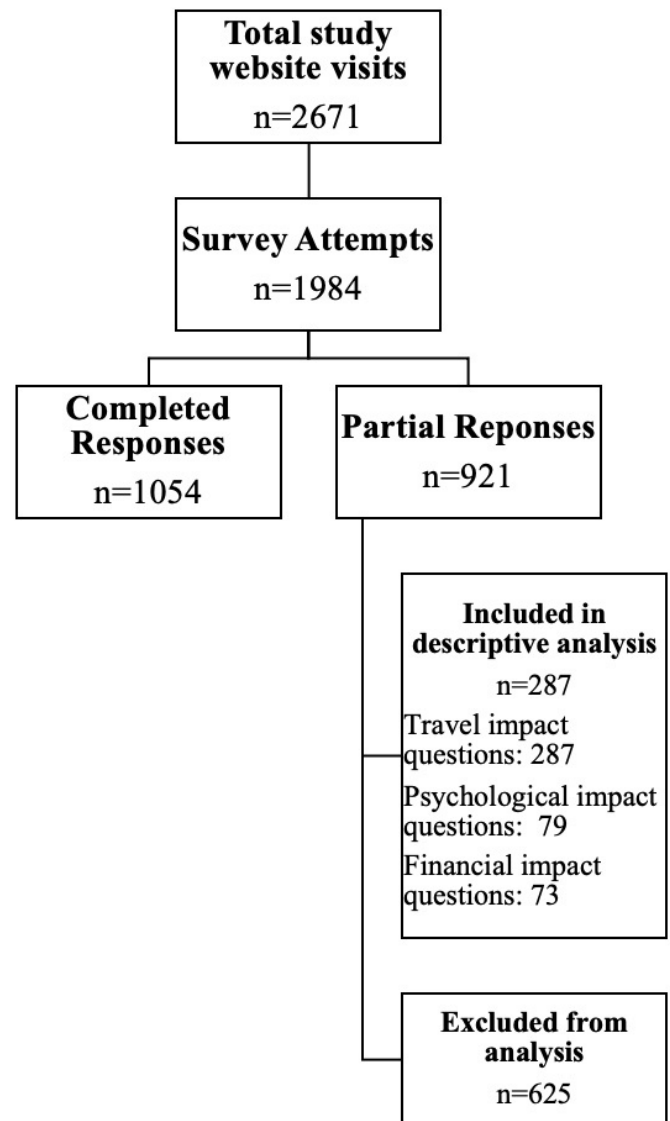 Total study
website visits
n=2671
Survey Attempts
n=1984
Completed
Responses
n=1054
Partial Reponses
n=921
Included in
descriptive analysis
n=287
Travel impact
questions: 287
Psychological impact
questions:  79
Financial impact
questions: 73
Excluded from
analysis
n=625